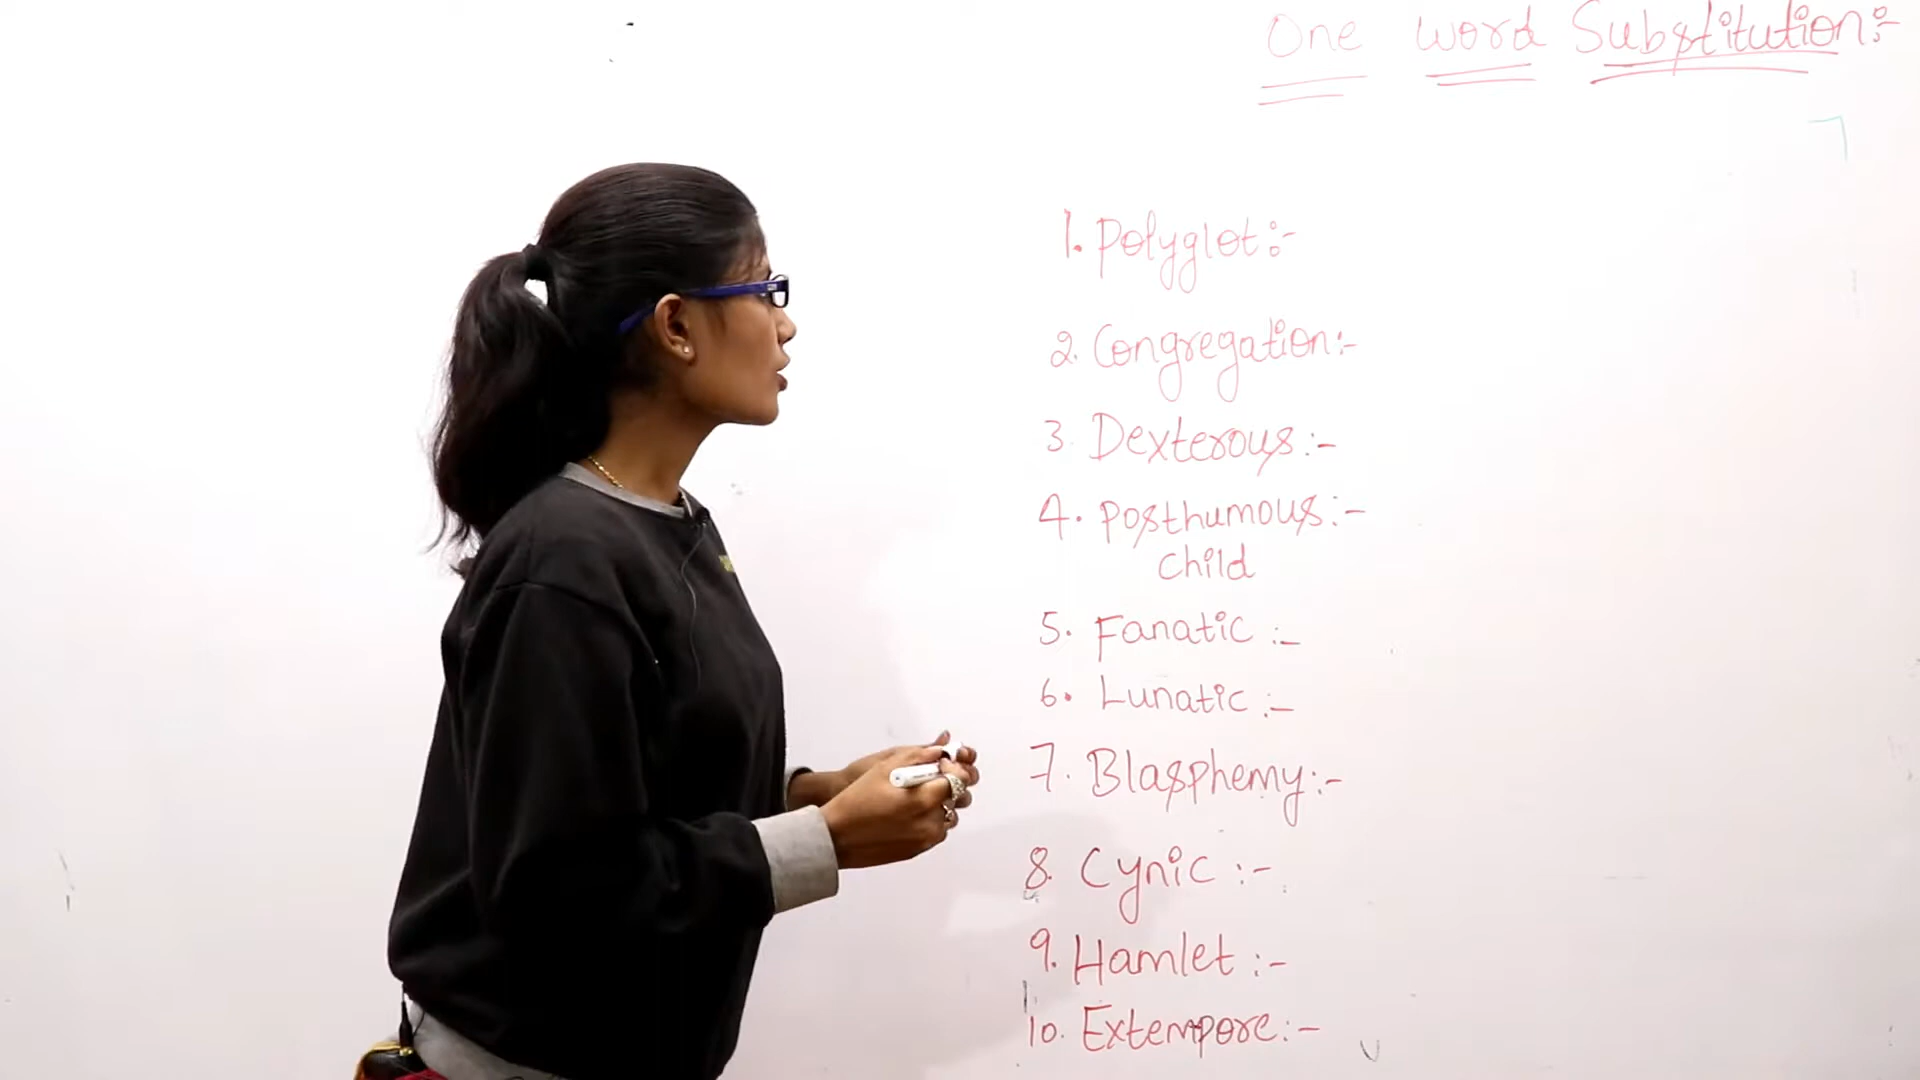 One Word Substitution:-
1. Polyglot:-
2. Congregation:-
3. Dexterous:-
4. Posthumous:-
Child
5. Fanatic :-
6. Lunatic :-
7. Blasphemy:-
8. Cynic :-
9. Hamlet :-
10. Extempore:-